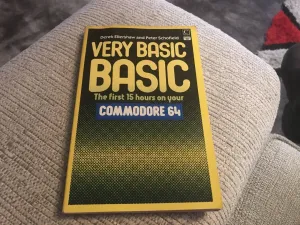 Derek Ellershaw and Peter Schofield
VERY BASIC
BASIC
The first 15 hours on your
COMMODORE 64